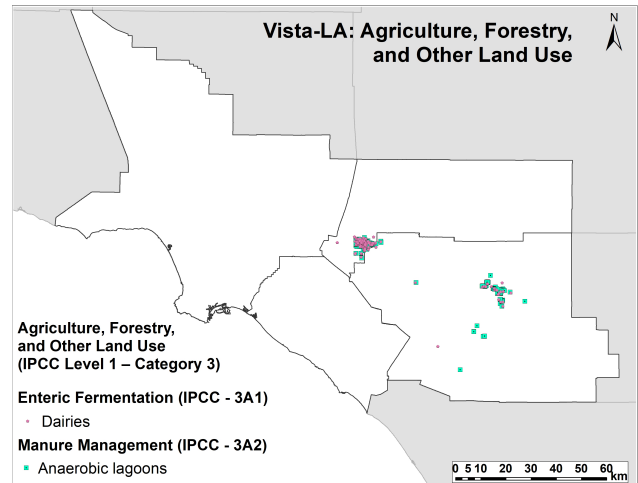 Vista-LA: Agriculture, Forestry,
and Other Land Use
N
Agriculture, Forestry,
and Other Land Use
(IPCC Level 1 – Category 3)
Enteric Fermentation (IPCC - 3A1)
Dairies
Manure Management (IPCC - 3A2)
Anaerobic lagoons
0 5 10 20 30 40 50 60
km